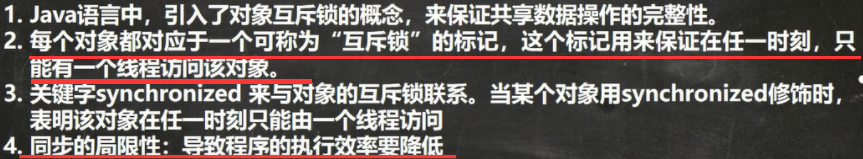 1. Java语言中，引入了对象互斥锁的概念，来保证共享数据操作的完整性。
2. 每个对象都对应于一个可称为“互斥锁”的标记，这个标记用来保证在任一时刻，只
能有一个线程访问该对象。
3. 关键字synchronized 来与对象的互斥锁联系。当某个对象用synchronized修饰时，
表明该对象在任一时刻只能由一个线程访问
4. 同步的局限性：导致程序的执行效率要降低